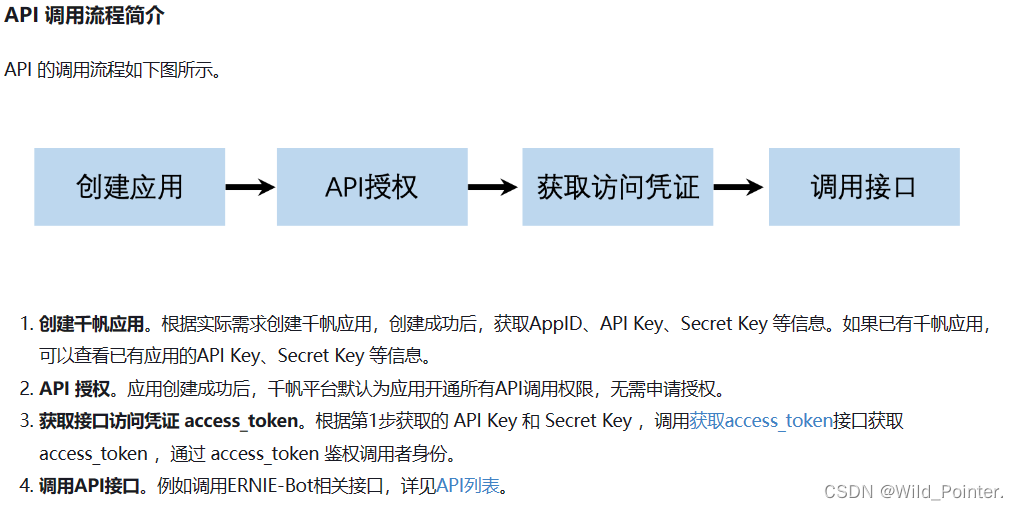 API 调用流程简介
API 的调用流程如下图所示。
创建应用
API授权
获取访问凭证
调用接口
1. 创建千帆应用。根据实际需求创建千帆应用，创建成功后，获取AppID、API Key、Secret Key 等信息。如果已有千帆应用，
可以查看已有应用的API Key、Secret Key 等信息。
2. API 授权。应用创建成功后，千帆平台默认为应用开通所有API调用权限，无需申请授权。
3. 获取接口访问凭证 access_token。根据第1步获取的 API Key 和 Secret Key ，调用获取access_token接口获取
access_token ，通过 access_token 鉴权调用者身份。
4. 调用API接口。例如调用ERNIE-Bot相关接口，详见API列表。
CSDN @Wild_Pointer.